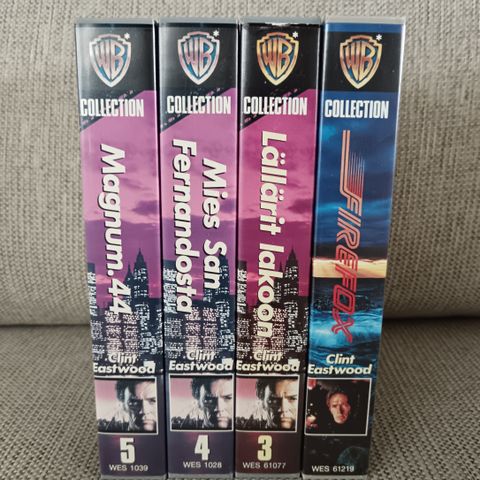 WB*
COLLECTION
Magnum.44
Clint
Eastwood
5
WES 1039
WB*
COLLECTION
Mies San
Fernandosta
Clint
Eastwood
4
WES 1028
WB*
COLLECTION
Lällärit lakoon
Clint
Eastwood
3
WES 61077
WB*
COLLECTION
FIREFOX
Clint
Eastwood
WES 61219